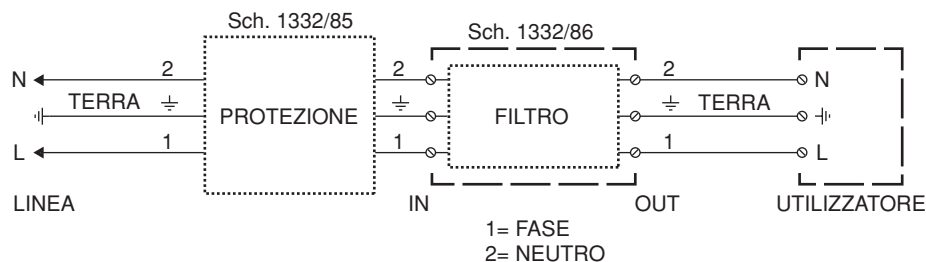 Sch. 1332/85
Sch. 1332/86
N 2 2 2 N
TERRA PROTEZIONE FILTRO TERRA
L 1 1 1 L
LINEA IN OUT UTILIZZATORE
1= FASE
2= NEUTRO